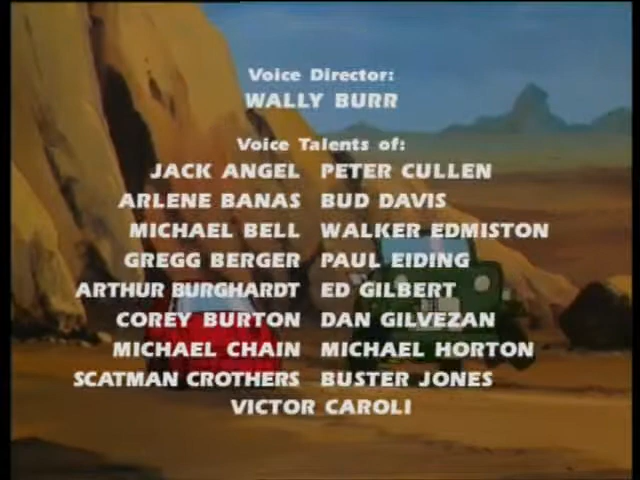 Voice Director:
WALLY BURR
Voice Talents of:
JACK ANGEL PETER CULLEN
ARLENE BANAS BUD DAVIS
MICHAEL BELL WALKER EDMISTON
GREGG BERGER PAUL EIDING
ARTHUR BURGHARDT ED GILBERT
COREY BURTON DAN GILVEZAN
MICHAEL CHAIN MICHAEL HORTON
SCATMAN CROTHERS BUSTER JONES
VICTOR CAROLI